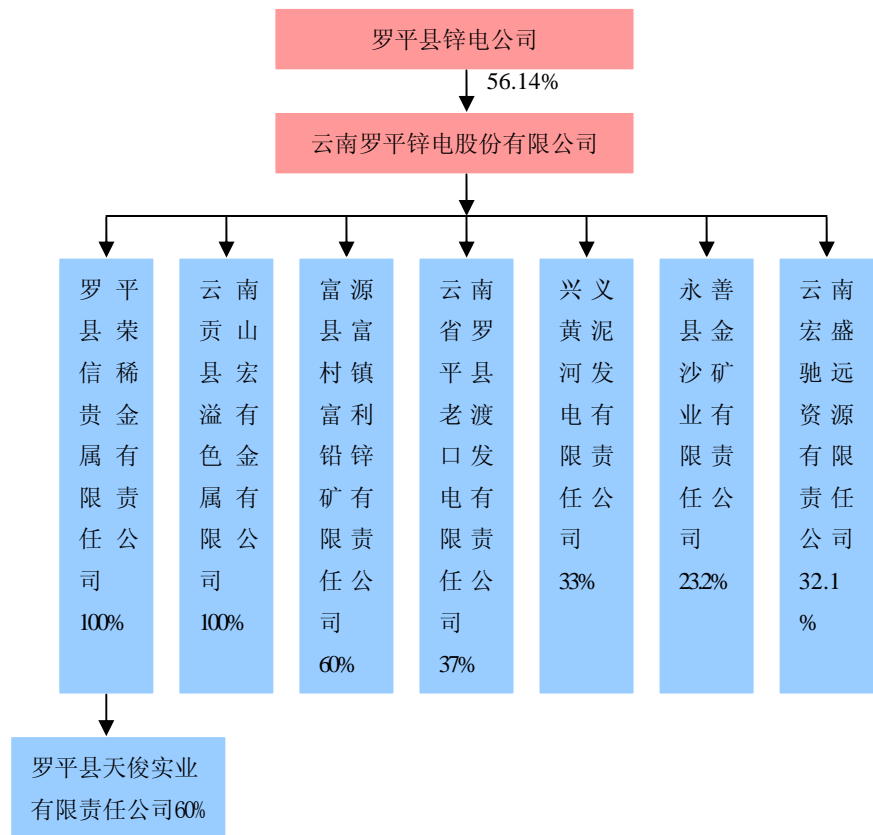 罗平县锌电公司
56.14%
云南罗平锌电股份有限公司
罗平
县荣
信稀
贵金
属有
限责
任公
司
100%
云南
贡山
县宏
溢有
色金
属有
限公
司
100%
富源
县富
村镇
富利
铅锌
矿有
限责
任公
司
60%
云南
省罗
平县
老渡
口发
电有
限责
任公
司
37%
兴义
黄泥
河发
电有
限责
任公
司
33%
永善
县金
沙矿
业有
限责
任公
司
23.2%
云南
宏盛
驰远
资源
有限
责任
公司
32.1
%
罗平县天俊实业
有限责任公司60%